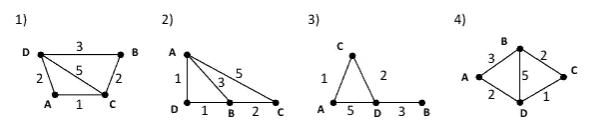 1) 2) 3) 4)
D 3 B A C B
2 5 2 1 3 5 1 2 3 2
A 5 C
A 1 C D 1 B 2 C A 5 D 3 B 2 1
D